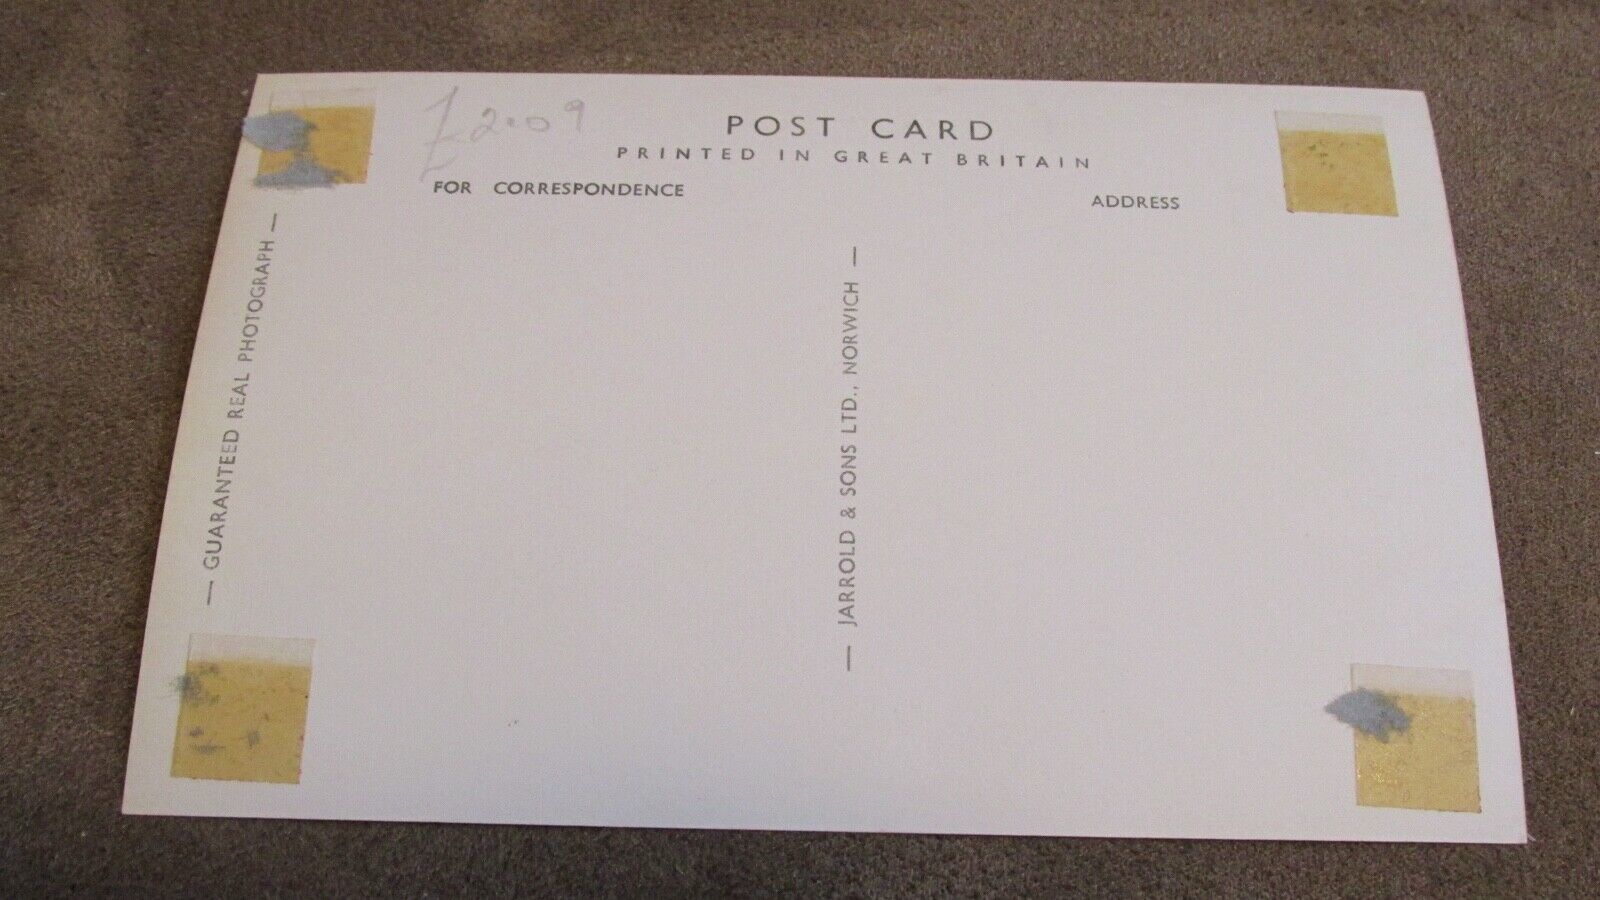 £2.09
POST CARD
PRINTED IN GREAT BRITAIN
FOR CORRESPONDENCE
ADDRESS
— GUARANTEED REAL PHOTOGRAPH —
— JARROLD & SONS LTD., NORWICH —